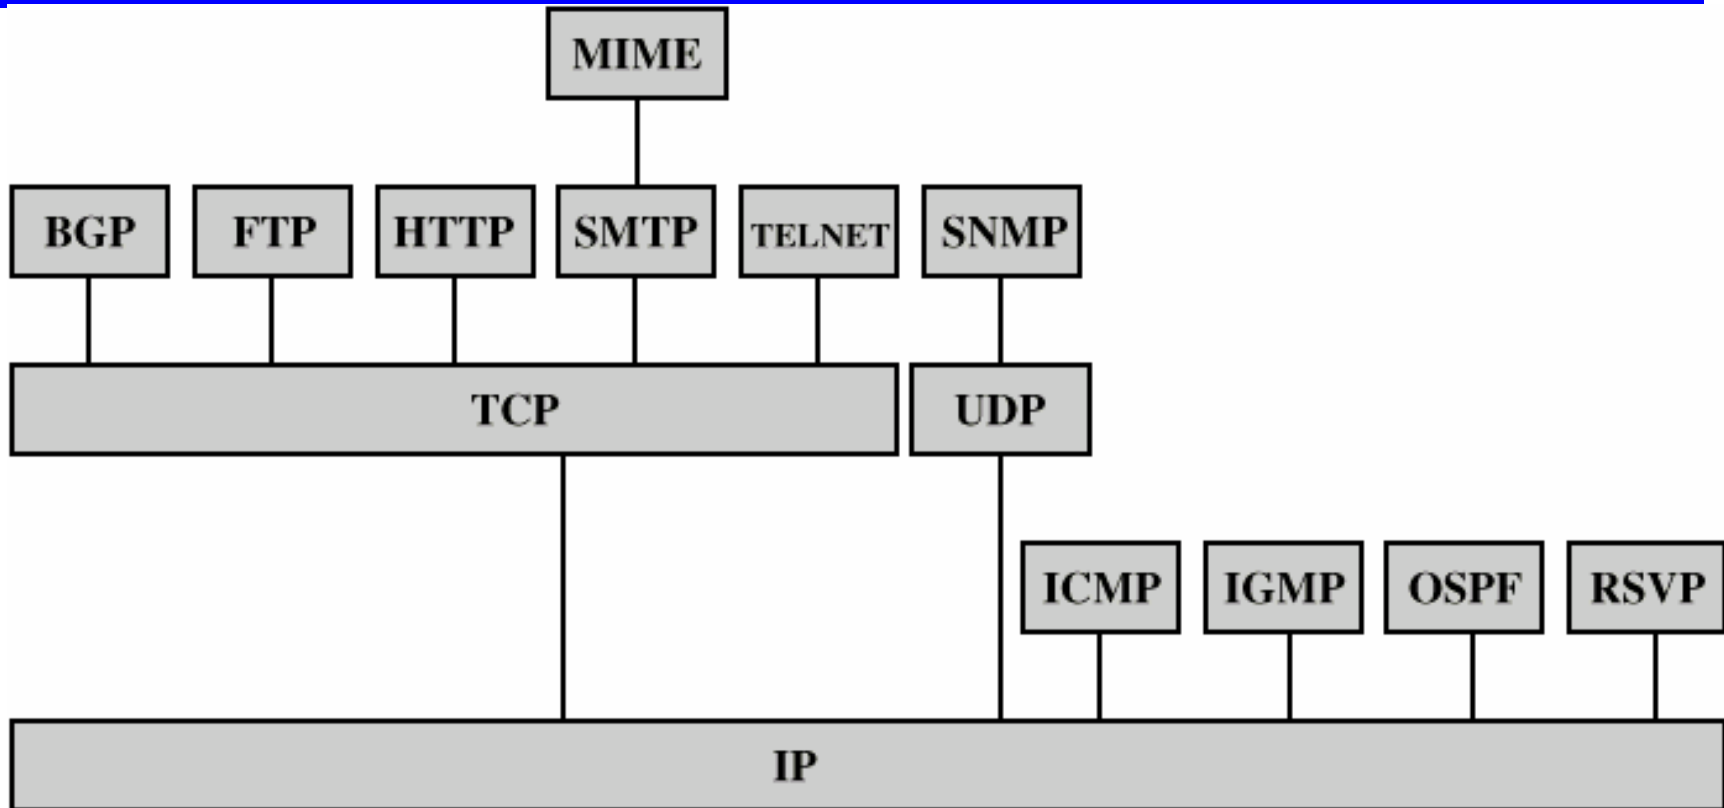 MIME
BGP FTP HTTP SMTP TELNET SNMP
TCP UDP
ICMP IGMP OSPF RSVP
IP